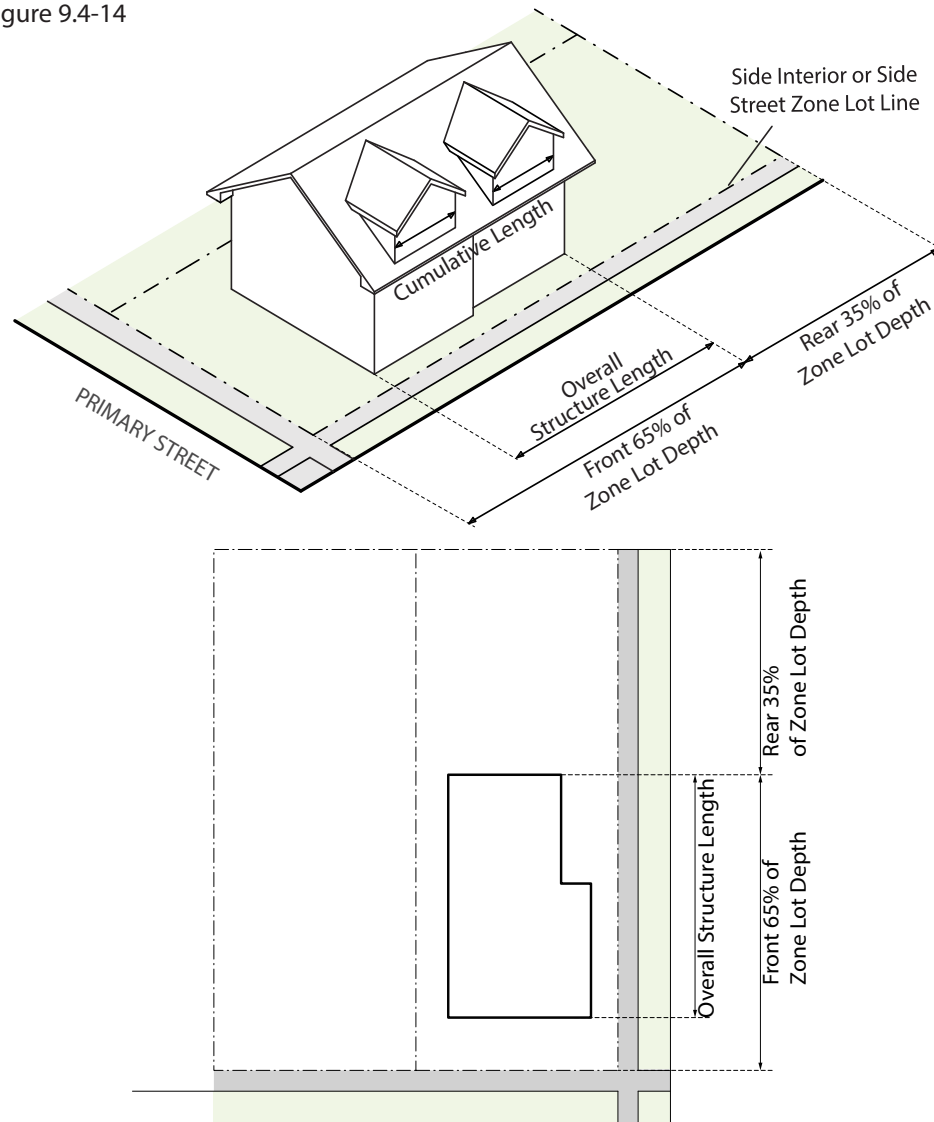 gure 9.4-14
Side Interior or Side
Street Zone Lot Line
Cumulative Length
Rear 35% of
Zone Lot Depth
Overall
Structure Length
Front 65% of
Zone Lot Depth
PRIMARY STREET
Rear 35%
of Zone Lot Depth
Overall Structure Length
Front 65% of
Zone Lot Depth